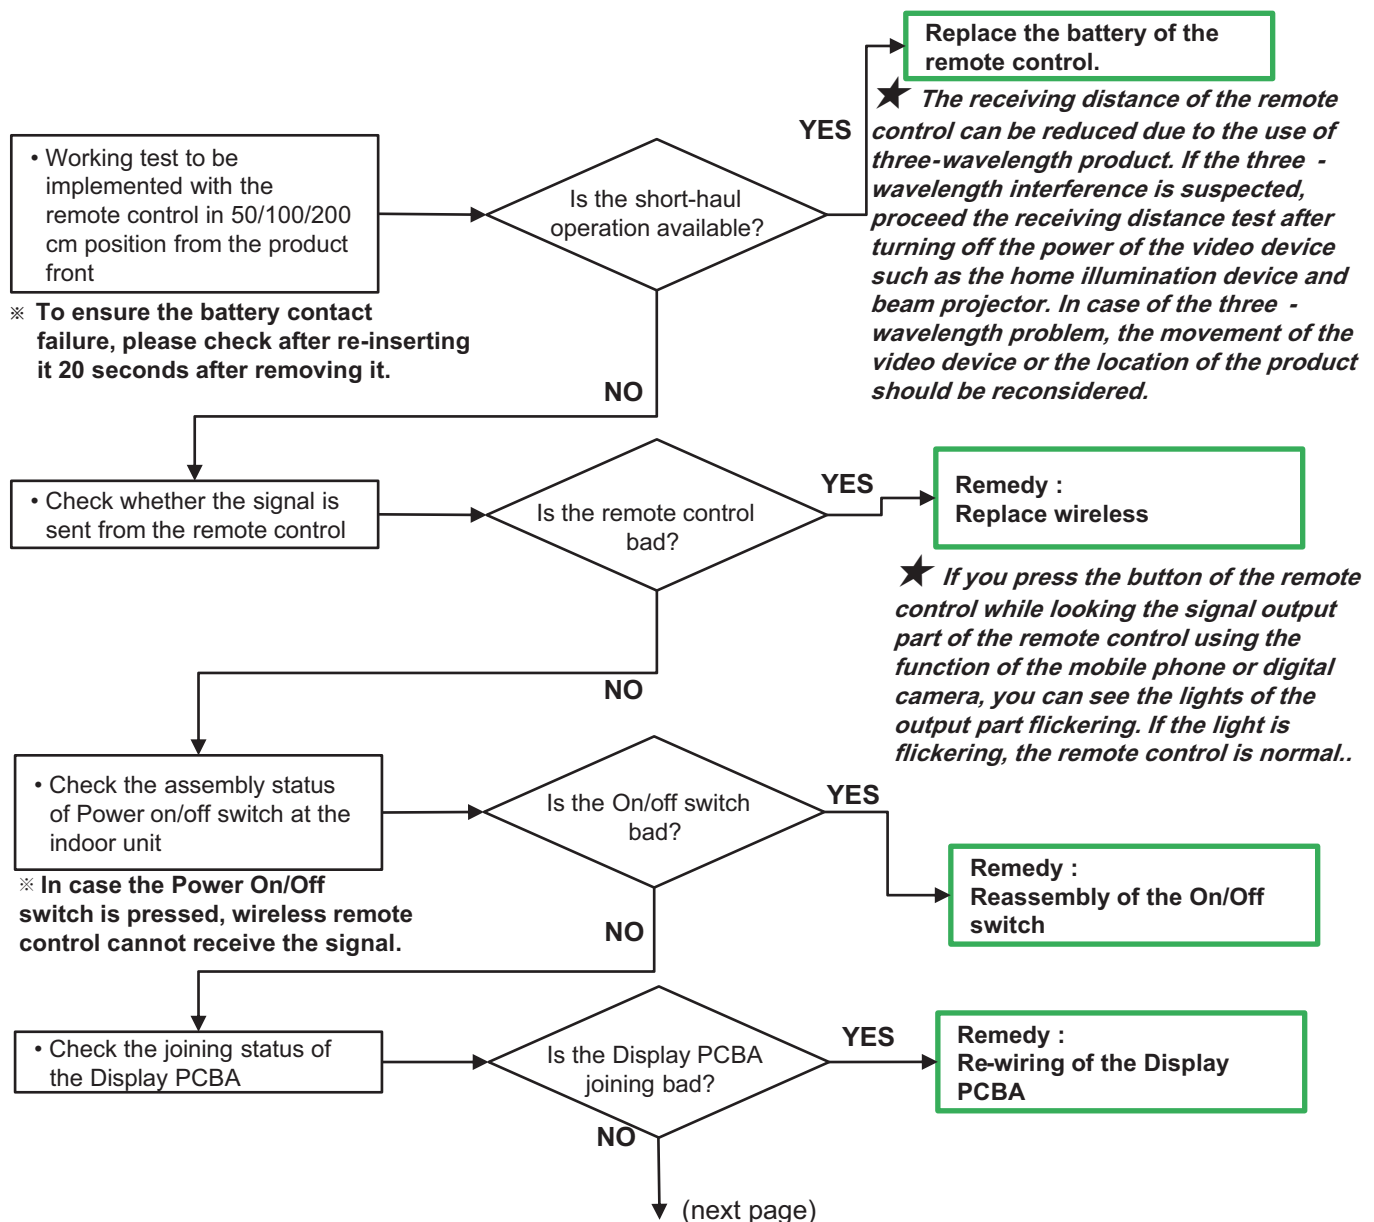 Replace the battery of the
remote control.
★ The receiving distance of the remote
control can be reduced due to the use of
three-wavelength product. If the three -
wavelength interference is suspected,
proceed the receiving distance test after
turning off the power of the video device
such as the home illumination device and
beam projector. In case of the three -
wavelength problem, the movement of the
video device or the location of the product
should be reconsidered.
YES
• Working test to be
implemented with the
remote control in 50/100/200
cm position from the product
front
Is the short-haul
operation available?
※ To ensure the battery contact
failure, please check after re-inserting
it 20 seconds after removing it.
NO
• Check whether the signal is
sent from the remote control
Is the remote control
bad?
YES
Remedy :
Replace wireless
★ If you press the button of the remote
control while looking the signal output
part of the remote control using the
function of the mobile phone or digital
camera, you can see the lights of the
output part flickering. If the light is
flickering, the remote control is normal..
NO
• Check the assembly status
of Power on/off switch at the
indoor unit
Is the On/off switch
bad?
YES
Remedy :
Reassembly of the On/Off
switch
※ In case the Power On/Off
switch is pressed, wireless remote
control cannot receive the signal.
NO
• Check the joining status of
the Display PCBA
Is the Display PCBA
joining bad?
YES
Remedy :
Re-wiring of the Display
PCBA
NO
(next page)